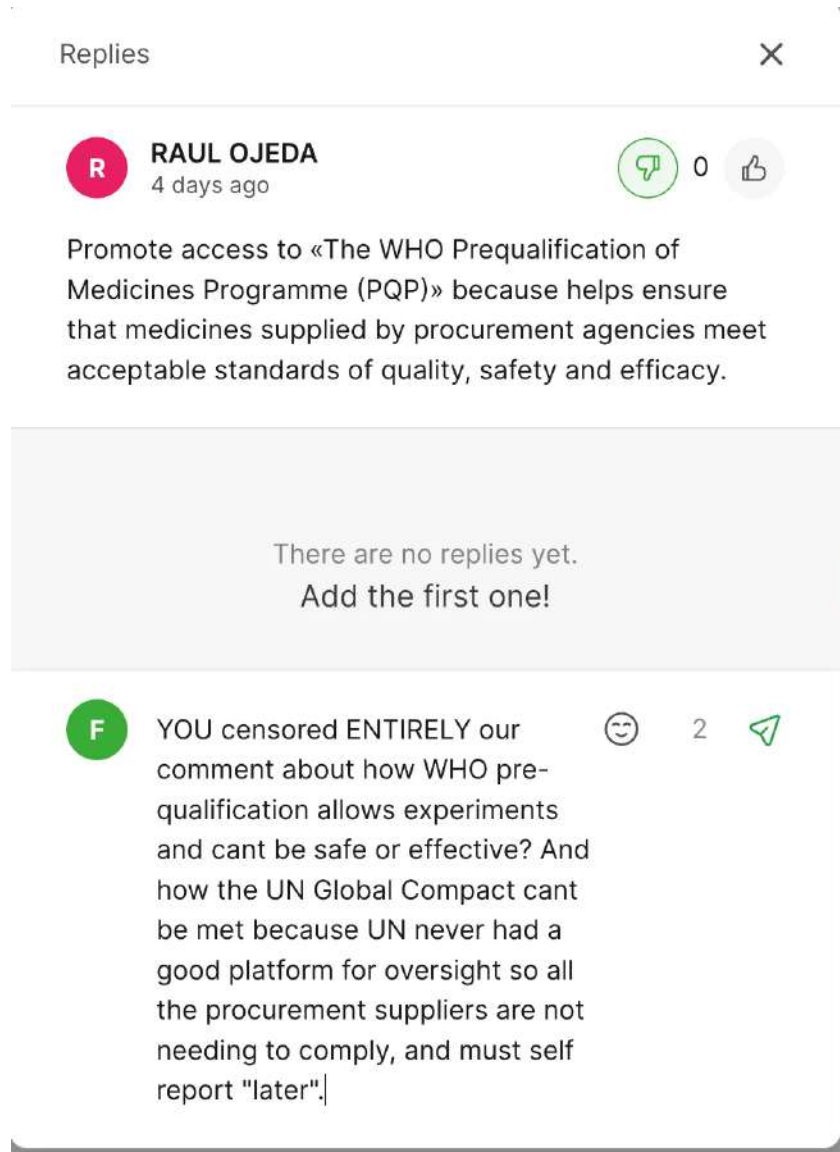 Replies
R
RAUL OJEDA
4 days ago
0
Promote access to «The WHO Prequalification of
Medicines Programme (PQP)» because helps ensure
that medicines supplied by procurement agencies meet
acceptable standards of quality, safety and efficacy.
There are no replies yet.
Add the first one!
F
YOU censored ENTIRELY our
comment about how WHO pre-
qualification allows experiments
and cant be safe or effective? And
how the UN Global Compact cant
be met because UN never had a
good platform for oversight so all
the procurement suppliers are not
needing to comply, and must self
report "later".
2